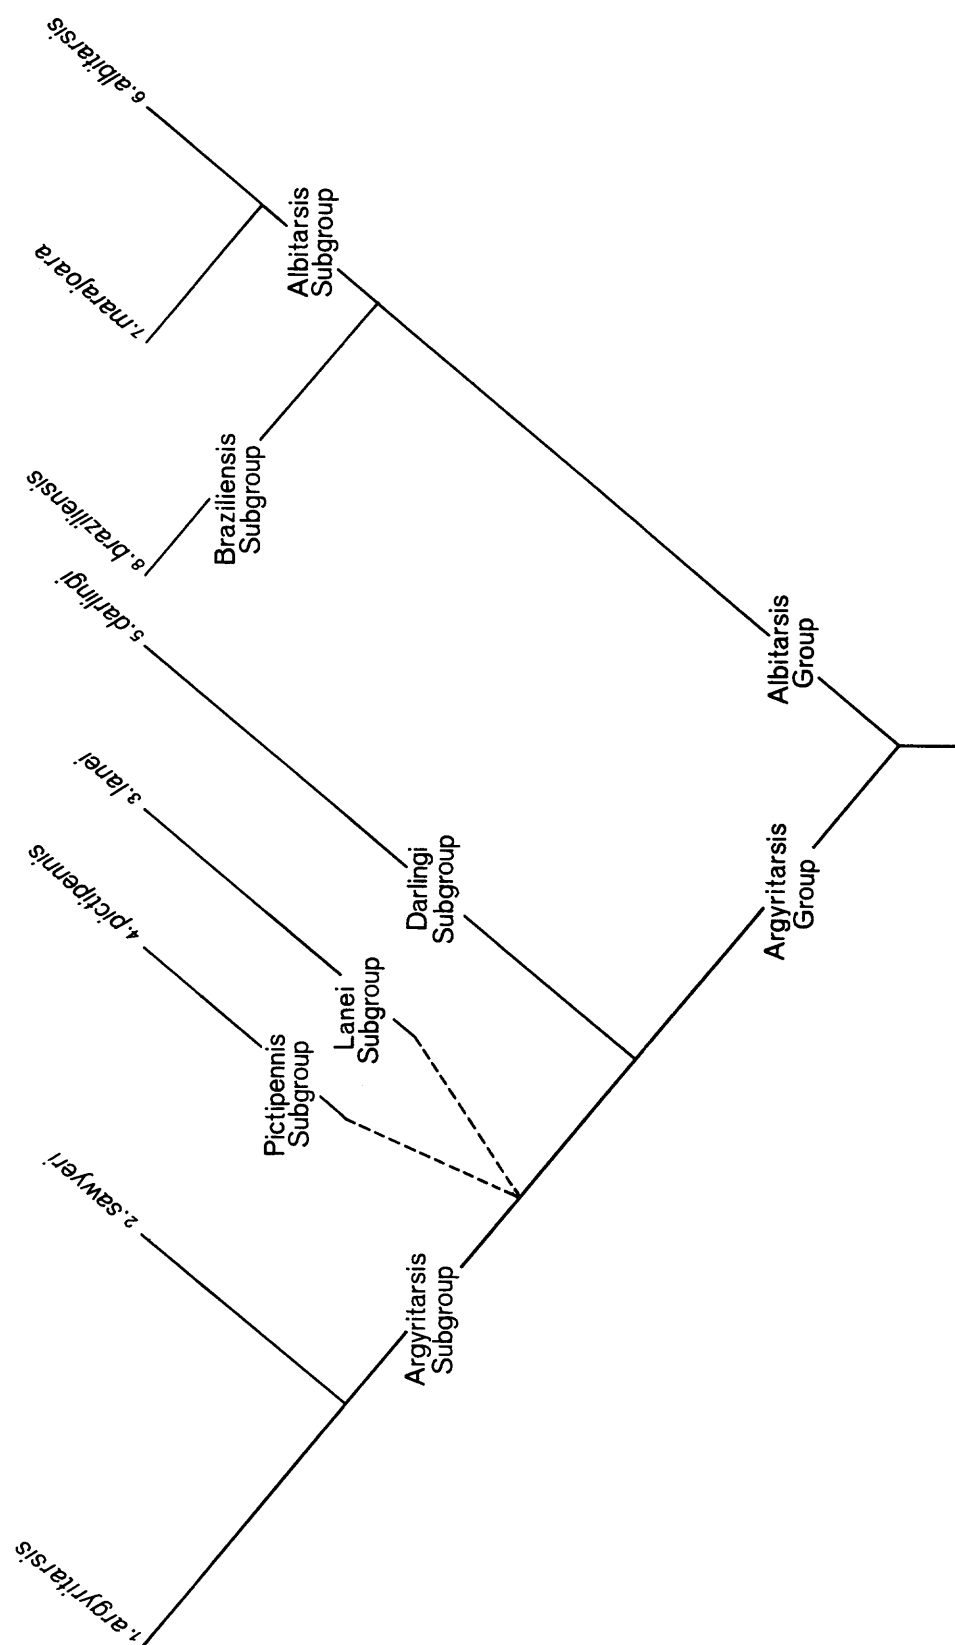 1.argyritarsis
2.sawyeri
4.pictipennis
3.lanei
5.darlingi
8.braziliensis
7.marajoara
6.albitarsis
Pictipennis
Subgroup
Lanei
Subgroup
Braziliensis
Subgroup
Albitarsis
Subgroup
Argyritarsis
Subgroup
Darlingi
Subgroup
Argyritarsis
Group
Albitarsis
Group